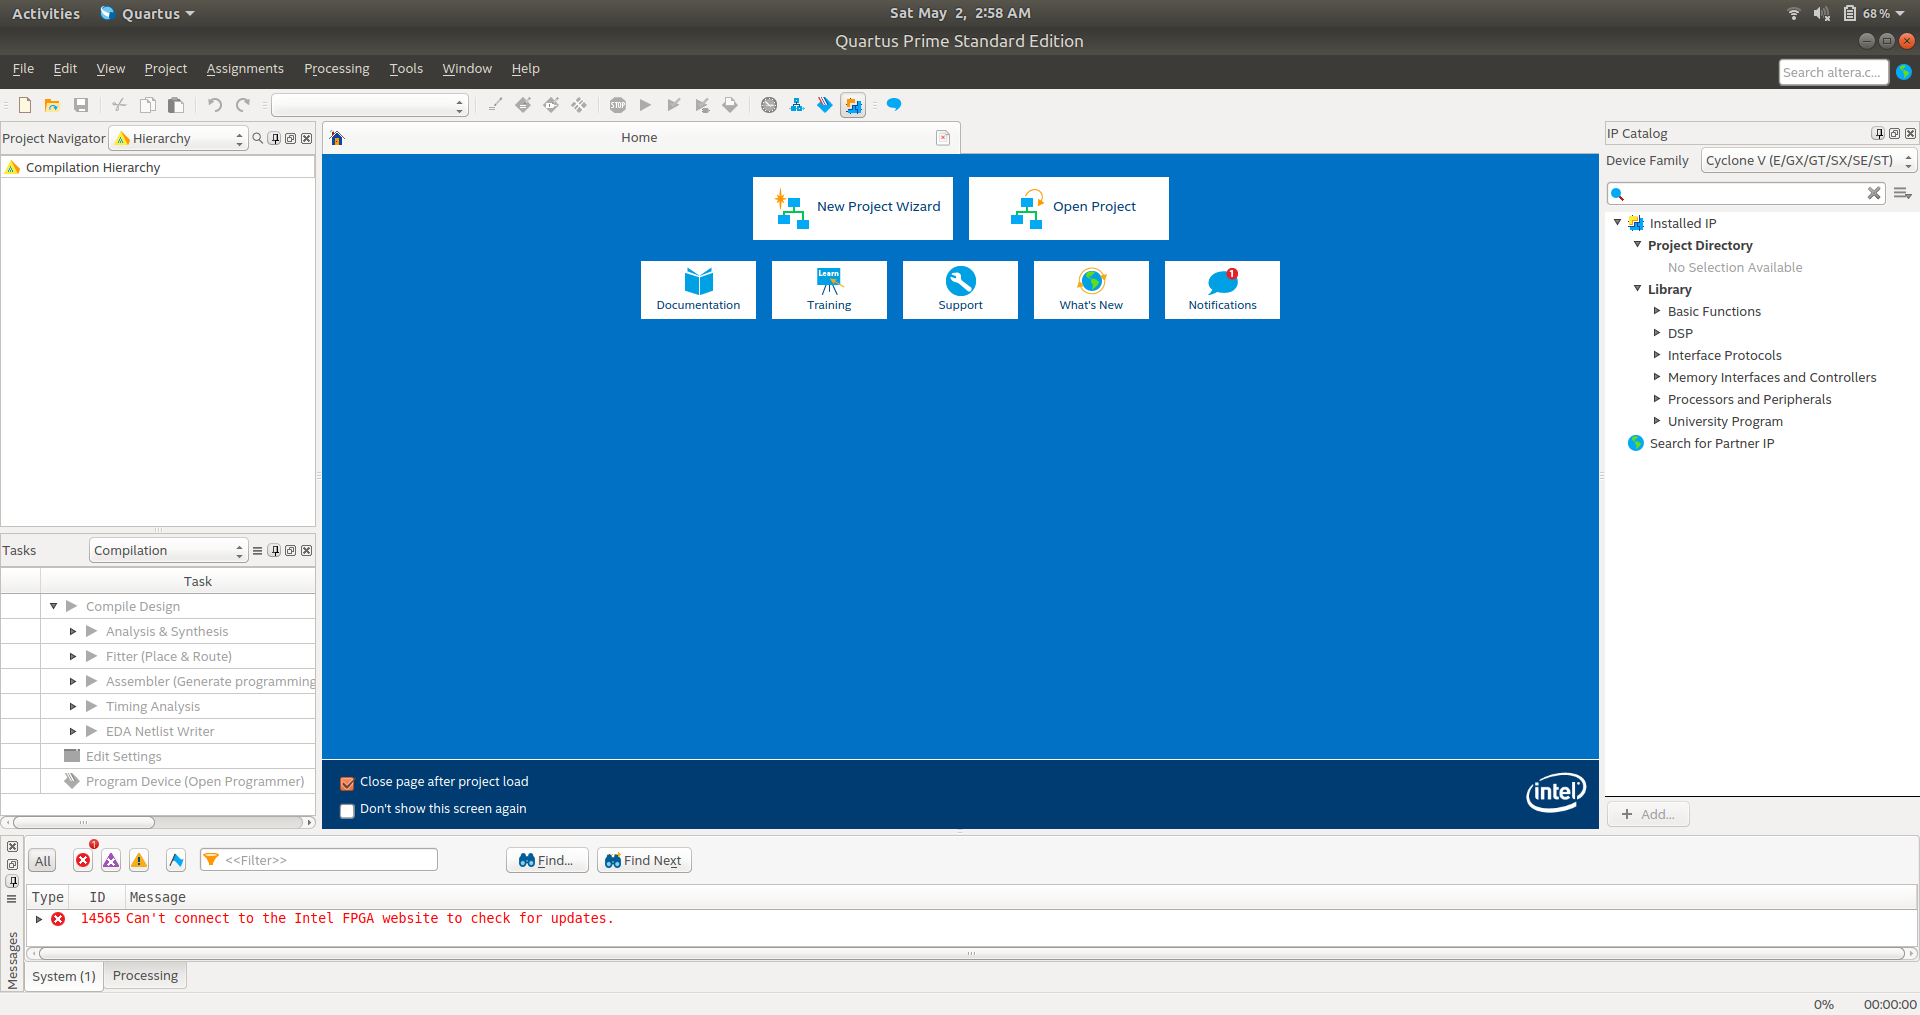 Activities Quartus Sat May 2, 2:58 AM 68 %
Quartus Prime Standard Edition
File Edit View Project Assignments Processing Tools Window Help Search altera.c...
STOP
Project Navigator Hierarchy Home IP Catalog
Compilation Hierarchy
Device Family Cyclone V (E/GX/GT/SX/SE/ST)
New Project Wizard Open Project
Installed IP
Project Directory
No Selection Available
Learn 1
Documentation Training Support What's New Notifications
Library
Basic Functions
DSP
Interface Protocols
Memory Interfaces and Controllers
Processors and Peripherals
University Program
Search for Partner IP
Tasks Compilation
Task
Compile Design
Analysis & Synthesis
Fitter (Place & Route)
Assembler (Generate programming
Timing Analysis
EDA Netlist Writer
Edit Settings
Program Device (Open Programmer)
Close page after project load
Don't show this screen again
intel
Add...
Messages
All 1 <<Filter>> Find... Find Next
Type ID Message
14565 Can't connect to the Intel FPGA website to check for updates.
System (1) Processing
0% 00:00:00